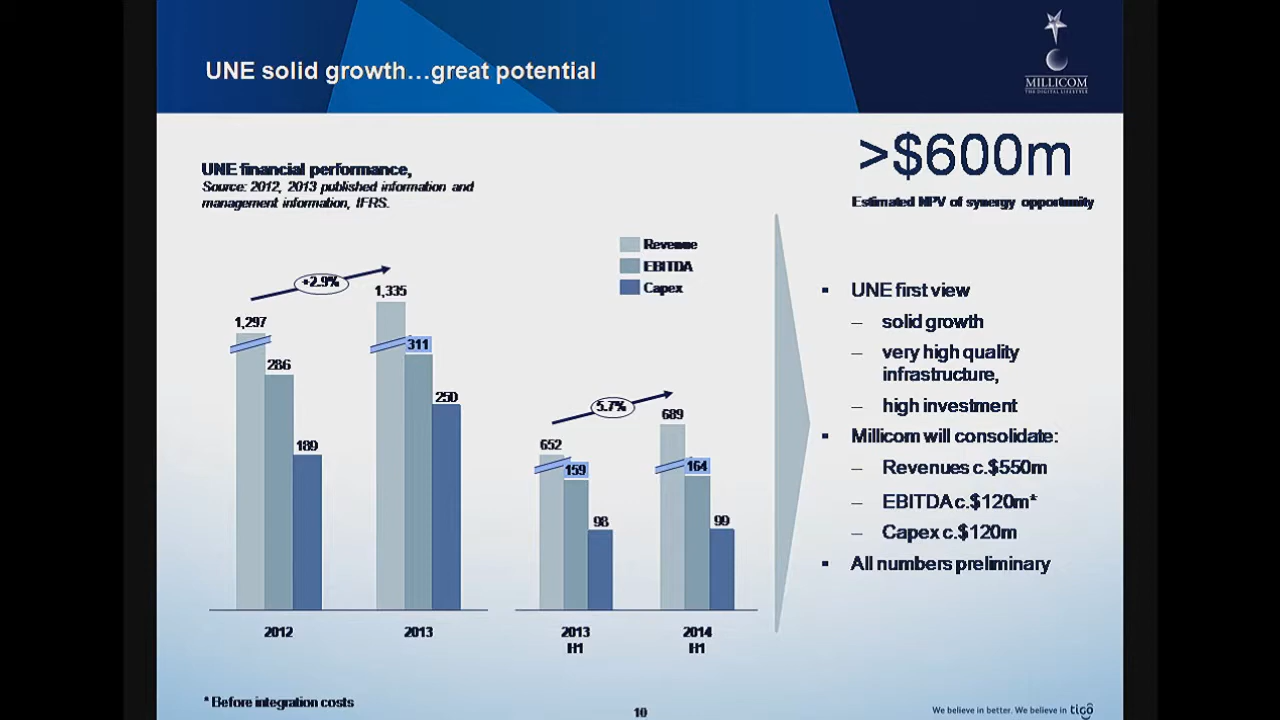 UNE solid growth…great potential
MILLICOM
THE DIGITAL LIFESTYLE
UNE financial performance,
Source: 2012, 2013 published information and
management information, IFRS.
>$600m
Estimated NPV of synergy opportunity
Revenue
EBITDA
Capex
+2.9%
1,297
286
189
1,335
311
250
5.7%
652
159
98
689
164
99
2012
2013
2013
H1
2014
H1
▪ UNE first view
– solid growth
– very high quality
infrastructure,
– high investment
▪ Millicom will consolidate:
– Revenues c.$550m
– EBITDA c.$120m*
– Capex c.$120m
▪ All numbers preliminary
* Before integration costs
10
We believe in better. We believe in tigo